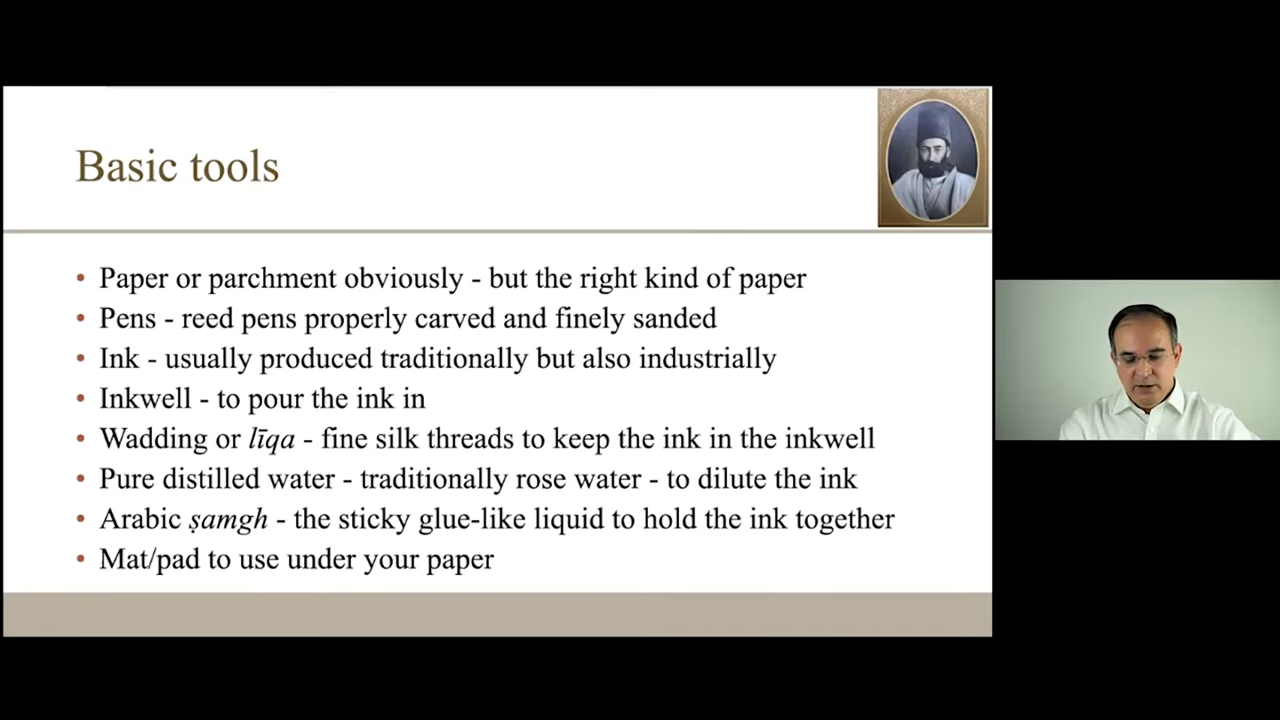 Basic tools
• Paper or parchment obviously - but the right kind of paper
• Pens - reed pens properly carved and finely sanded
• Ink - usually produced traditionally but also industrially
• Inkwell - to pour the ink in
• Wadding or līqa - fine silk threads to keep the ink in the inkwell
• Pure distilled water - traditionally rose water - to dilute the ink
• Arabic ṣamgh - the sticky glue-like liquid to hold the ink together
• Mat/pad to use under your paper